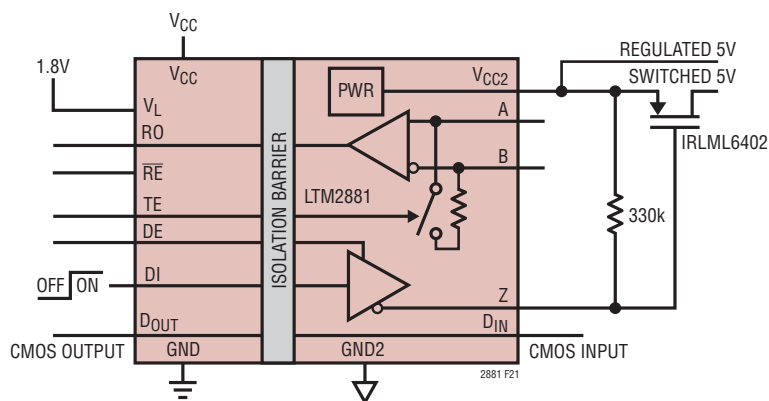 VCC
1.8V
VCC
VL
RO
RE
TE
DE
DI
OFF ON
DOUT
CMOS OUTPUT
GND
ISOLATION BARRIER
PWR
LTM2881
GND2
VCC2
A
B
Z
DIN
CMOS INPUT
2881 F21
REGULATED 5V
SWITCHED 5V
IRLML6402
330k